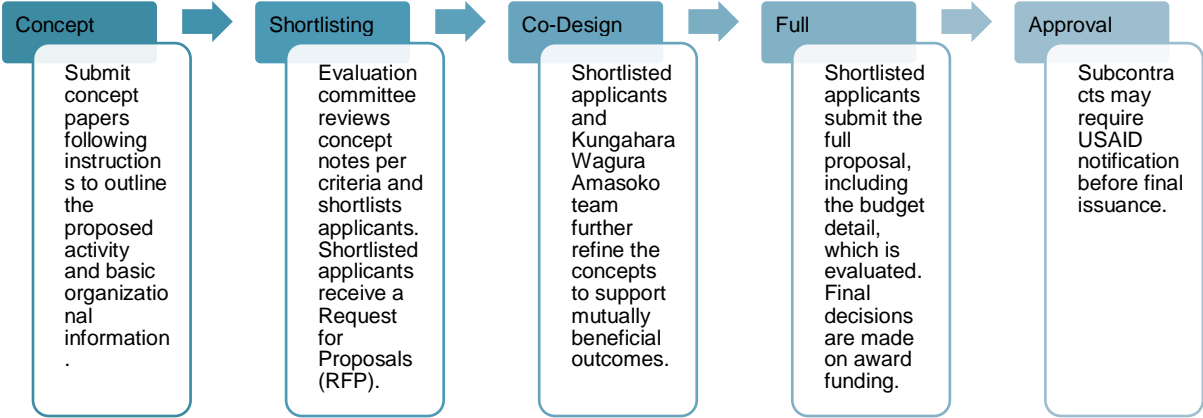 Concept
Submit
concept
papers
following
instruction
s to outline
the
proposed
activity
and basic
organizatio
nal
information
.
Shortlisting
Evaluation
committee
reviews
concept
notes per
criteria and
shortlists
applicants.
Shortlisted
applicants
receive a
Request
for
Proposals
(RFP).
Co-Design
Shortlisted
applicants
and
Kungahara
Wagura
Amasoko
team
further
refine the
concepts
to support
mutually
beneficial
outcomes.
Full
Shortlisted
applicants
submit the
full
proposal,
including
the budget
detail,
which is
evaluated.
Final
decisions
are made
on award
funding.
Approval
Subcontra
cts may
require
USAID
notification
before final
issuance.